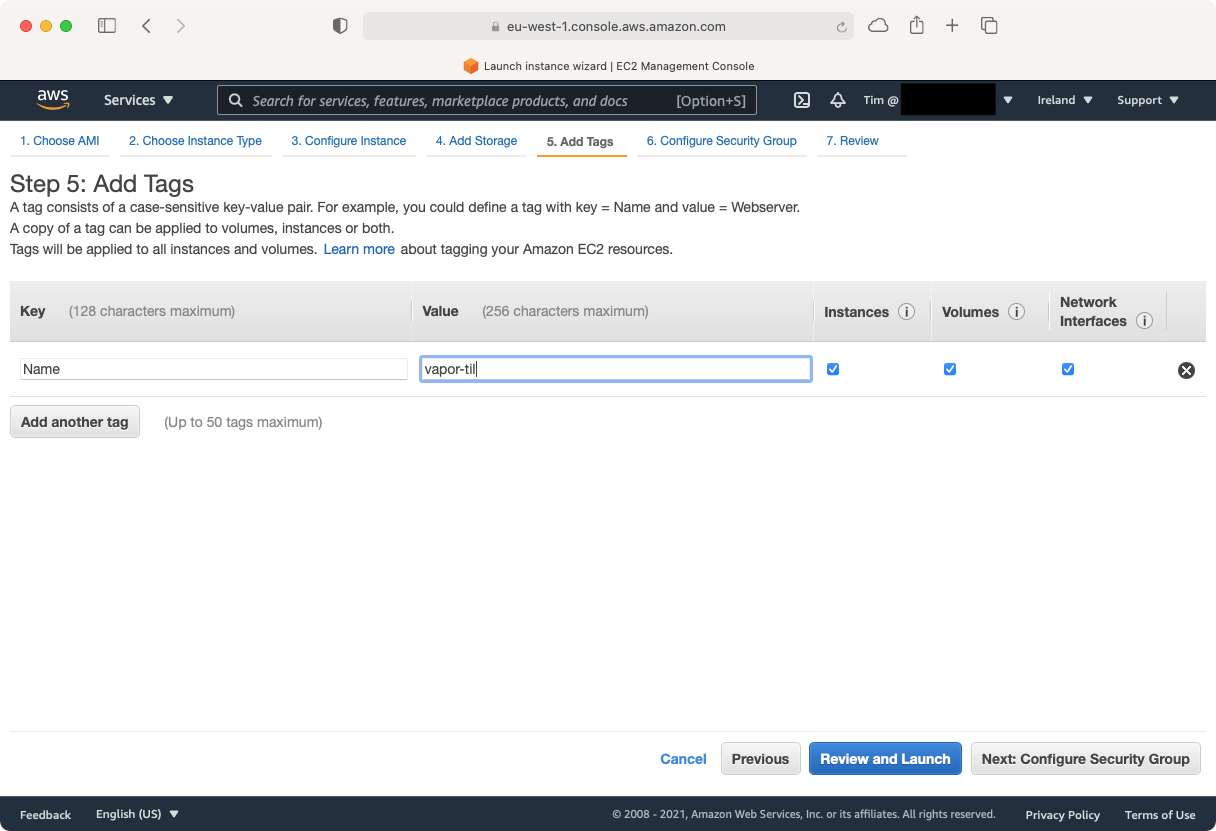 eu-west-1.console.aws.amazon.com
Launch instance wizard | EC2 Management Console
aws Services Search for services, features, marketplace products, and docs [Option+S] Tim @ Ireland Support
1. Choose AMI 2. Choose Instance Type 3. Configure Instance 4. Add Storage 5. Add Tags 6. Configure Security Group 7. Review
Step 5: Add Tags
A tag consists of a case-sensitive key-value pair. For example, you could define a tag with key = Name and value = Webserver.
A copy of a tag can be applied to volumes, instances or both.
Tags will be applied to all instances and volumes. Learn more about tagging your Amazon EC2 resources.
Key (128 characters maximum) Value (256 characters maximum) Instances i Volumes i Network Interfaces i
Name vapor-til
Add another tag (Up to 50 tags maximum)
Cancel Previous Review and Launch Next: Configure Security Group
Feedback English (US) © 2008 - 2021, Amazon Web Services, Inc. or its affiliates. All rights reserved. Privacy Policy Terms of Use